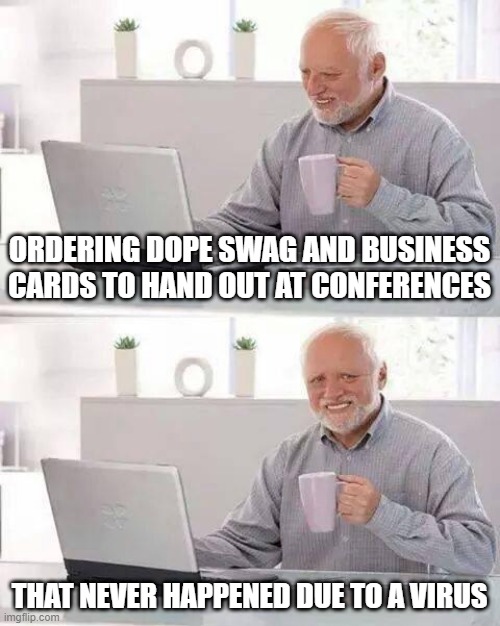 ORDERING DOPE SWAG AND BUSINESS
CARDS TO HAND OUT AT CONFERENCES
THAT NEVER HAPPENED DUE TO A VIRUS
imgflip.com